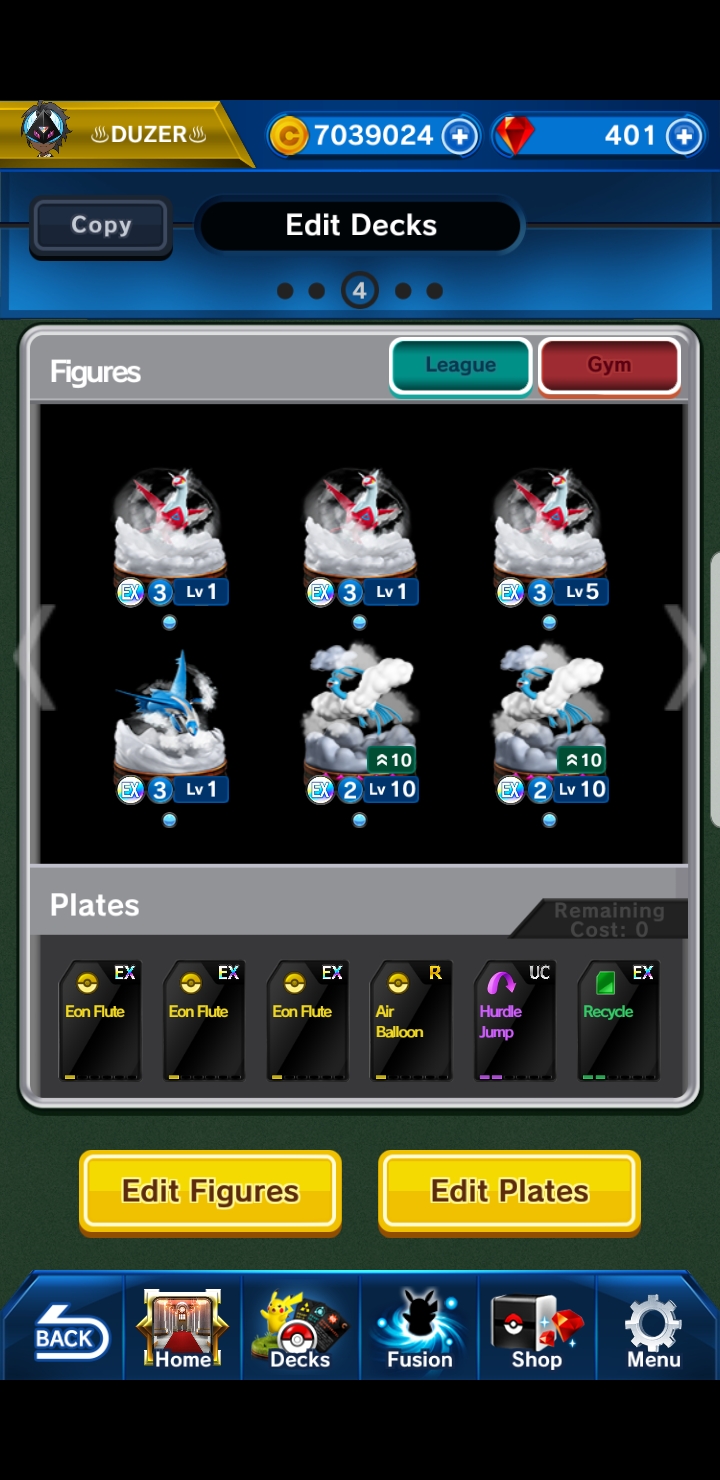 ♨DUZER♨
C 7039024
401
Copy
Edit Decks
4
Figures
League
Gym
EX 3 Lv 1
EX 3 Lv 1
EX 3 Lv 5
10
10
EX 3 Lv 1
EX 2 Lv 10
EX 2 Lv 10
Plates
Remaining
Cost: 0
EX
Eon Flute
EX
Eon Flute
EX
Eon Flute
R
Air
Balloon
UC
Hurdle
Jump
EX
Recycle
Edit Figures
Edit Plates
BACK
Home
Decks
Fusion
Shop
Menu